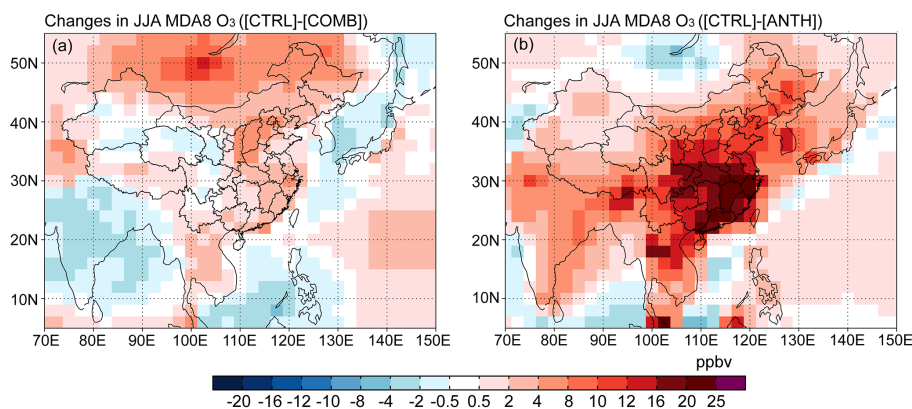 Changes in JJA MDA8 O₃ ([CTRL]-[COMB])
(a)
50N
40N
30N
20N
10N
70E 80E 90E 100E 110E 120E 130E 140E 150E
Changes in JJA MDA8 O₃ ([CTRL]-[ANTH])
(b)
50N
40N
30N
20N
10N
70E 80E 90E 100E 110E 120E 130E 140E 150E
ppbv
-20 -16 -12 -8 -4 -2 -0.5 0.5 2 4 8 10 12 16 20 25